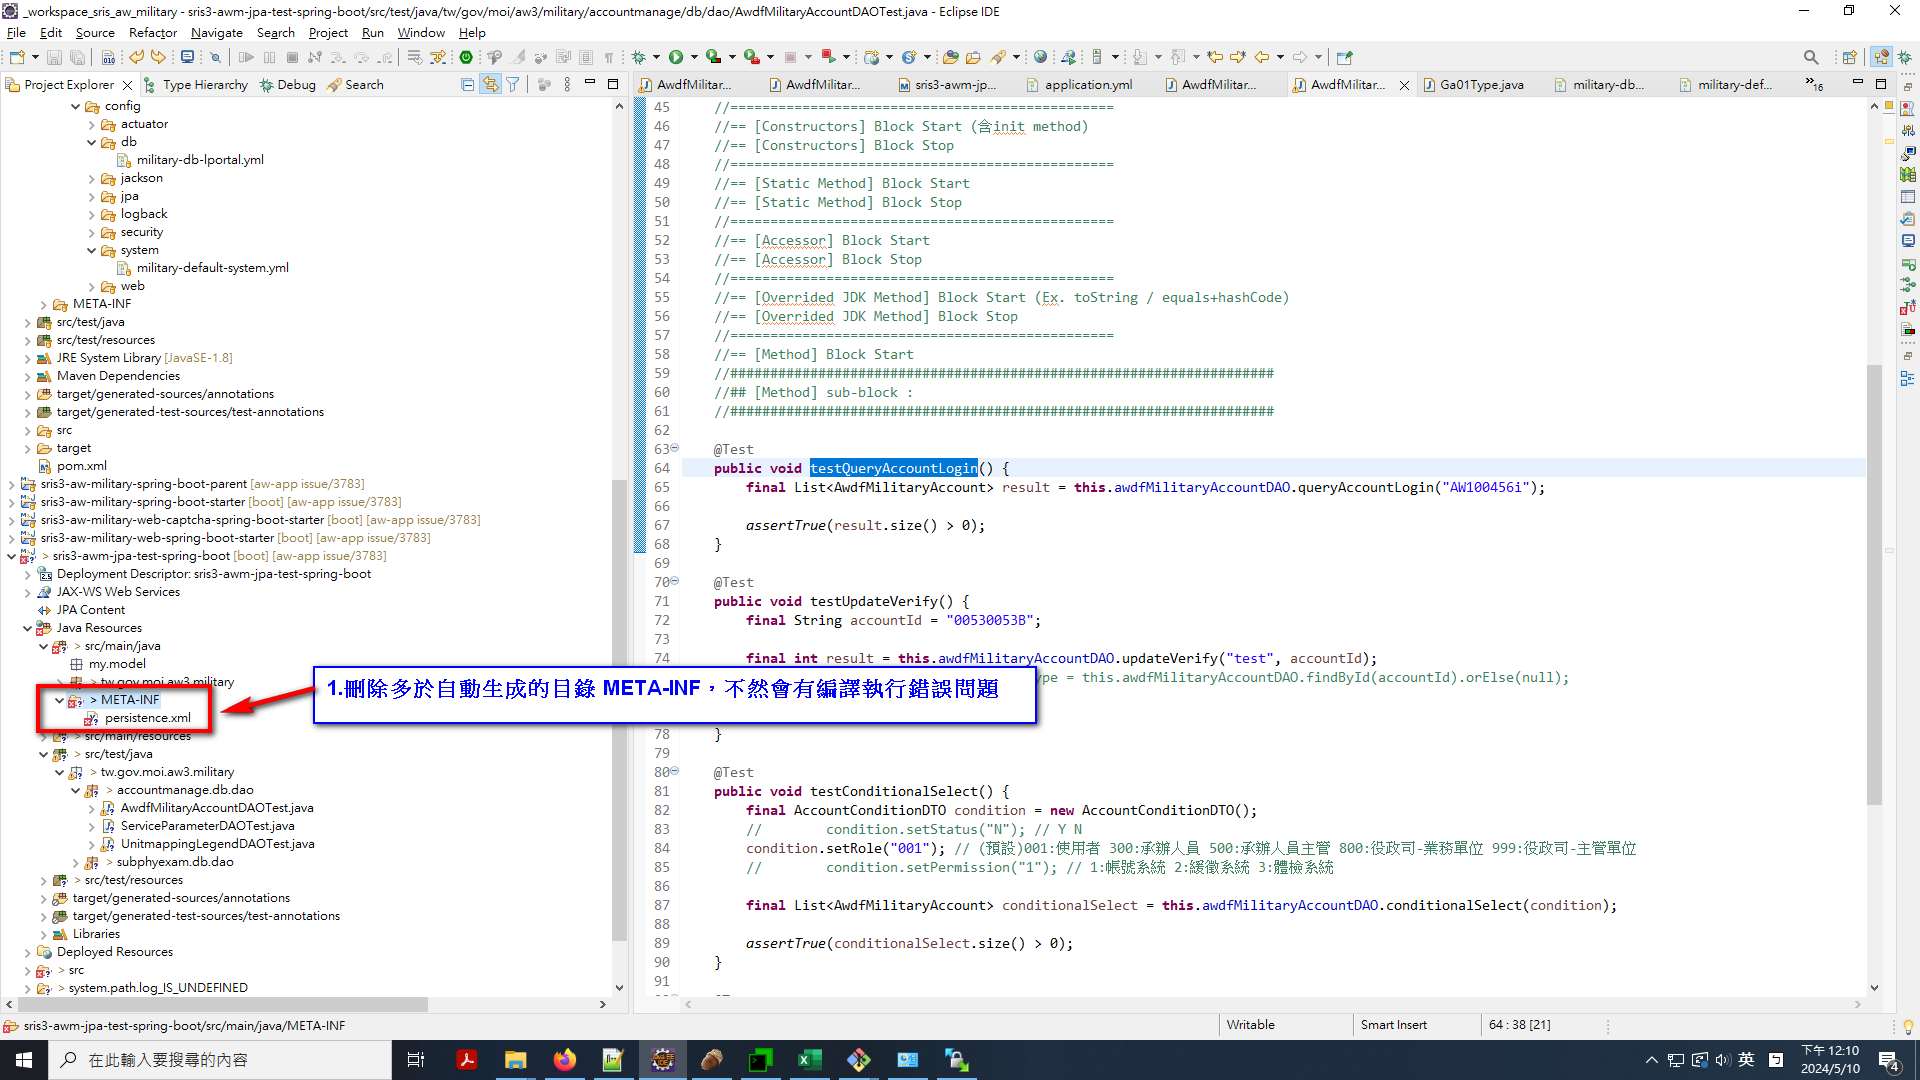 _workspace_sris_aw_military - sris3-awm-jpa-test-spring-boot/src/test/java/tw/gov/moi/aw3/military/accountmanage/db/dao/AwdfMilitaryAccountDAOTest.java - Eclipse IDE
File Edit Source Refactor Navigate Search Project Run Window Help
Project Explorer Type Hierarchy Debug Search
AwdfMilitar... AwdfMilitar... sris3-awm-jp... application.yml AwdfMilitar... AwdfMilitar... Ga01Type.java military-db... military-def... 16
config
actuator
db
military-db-lportal.yml
jackson
jpa
logback
security
system
military-default-system.yml
web
META-INF
src/test/java
src/test/resources
JRE System Library [JavaSE-1.8]
Maven Dependencies
target/generated-sources/annotations
target/generated-test-sources/test-annotations
src
target
pom.xml
sris3-aw-military-spring-boot-parent [aw-app issue/3783]
sris3-aw-military-spring-boot-starter [boot] [aw-app issue/3783]
sris3-aw-military-web-captcha-spring-boot-starter [boot] [aw-app issue/3783]
sris3-aw-military-web-spring-boot-starter [boot] [aw-app issue/3783]
> sris3-awm-jpa-test-spring-boot [boot] [aw-app issue/3783]
Deployment Descriptor: sris3-awm-jpa-test-spring-boot
JAX-WS Web Services
JPA Content
Java Resources
> src/main/java
my.model
> tw.gov.moi.aw3.military
> META-INF
persistence.xml
> src/main/resources
> src/test/java
> tw.gov.moi.aw3.military
> accountmanage.db.dao
AwdfMilitaryAccountDAOTest.java
ServiceParameterDAOTest.java
UnitmappingLegendDAOTest.java
> subphyexam.db.dao
> src/test/resources
target/generated-sources/annotations
target/generated-test-sources/test-annotations
Libraries
Deployed Resources
> src
> system.path.log_IS_UNDEFINED
1.刪除多於自動生成的目錄 META-INF，不然會有編譯執行錯誤問題
45 //================================================
46 //== [Constructors] Block Start (含init method)
47 //== [Constructors] Block Stop
48 //================================================
49 //== [Static Method] Block Start
50 //== [Static Method] Block Stop
51 //================================================
52 //== [Accessor] Block Start
53 //== [Accessor] Block Stop
54 //================================================
55 //== [Overrided JDK Method] Block Start (Ex. toString / equals+hashCode)
56 //== [Overrided JDK Method] Block Stop
57 //================================================
58 //== [Method] Block Start
59 //####################################################################
60 //## [Method] sub-block :
61 //####################################################################
62
63 @Test
64 public void testQueryAccountLogin() {
65 final List<AwdfMilitaryAccount> result = this.awdfMilitaryAccountDAO.queryAccountLogin("AW100456i");
66
67 assertTrue(result.size() > 0);
68 }
69
70 @Test
71 public void testUpdateVerify() {
72 final String accountId = "00530053B";
73
74 final int result = this.awdfMilitaryAccountDAO.updateVerify("test", accountId);
ype = this.awdfMilitaryAccountDAO.findById(accountId).orElse(null);
78 }
79
80 @Test
81 public void testConditionalSelect() {
82 final AccountConditionDTO condition = new AccountConditionDTO();
83 // condition.setStatus("N"); // Y N
84 condition.setRole("001"); // (預設)001:使用者 300:承辦人員 500:承辦人員主管 800:役政司-業務單位 999:役政司-主管單位
85 // condition.setPermission("1"); // 1:帳號系統 2:緩徵系統 3:體檢系統
86
87 final List<AwdfMilitaryAccount> conditionalSelect = this.awdfMilitaryAccountDAO.conditionalSelect(condition);
88
89 assertTrue(conditionalSelect.size() > 0);
90 }
91
sris3-awm-jpa-test-spring-boot/src/main/java/META-INF
Writable Smart Insert 64 : 38 [21]
在此輸入要搜尋的內容
英
下午 12:10
2024/5/10
4